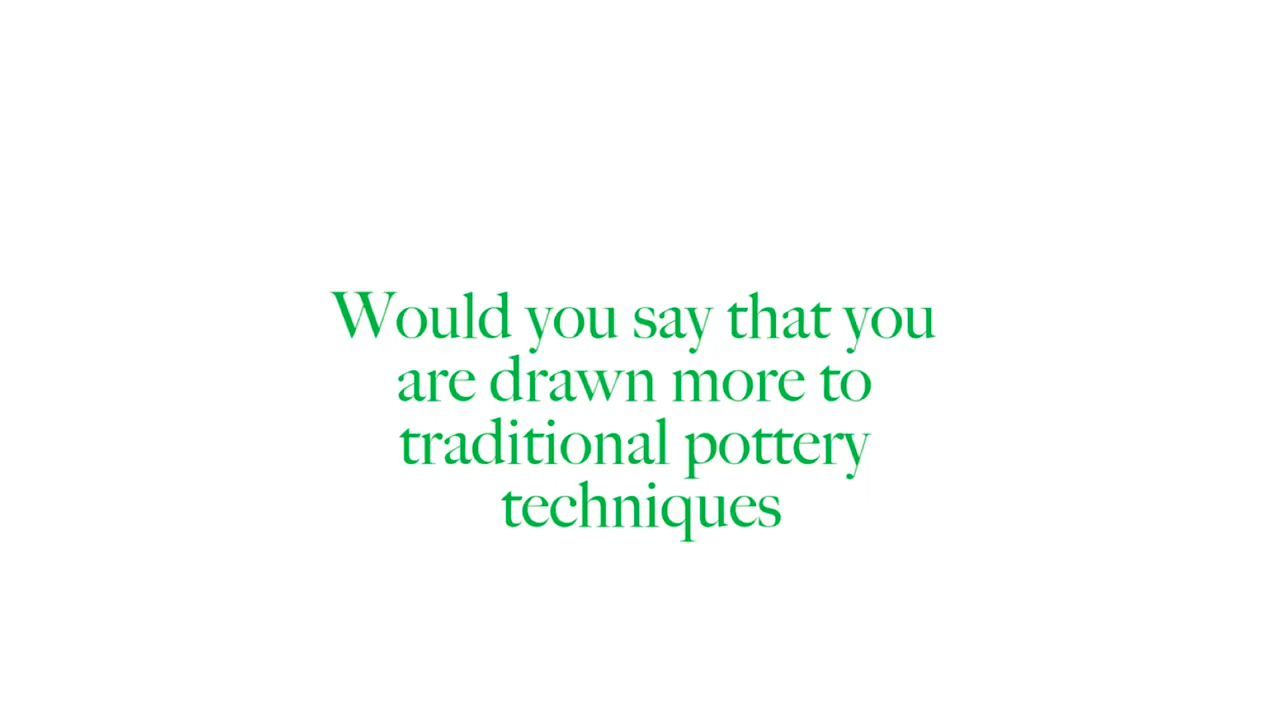 Would you say that you
are drawn more to
traditional pottery
techniques